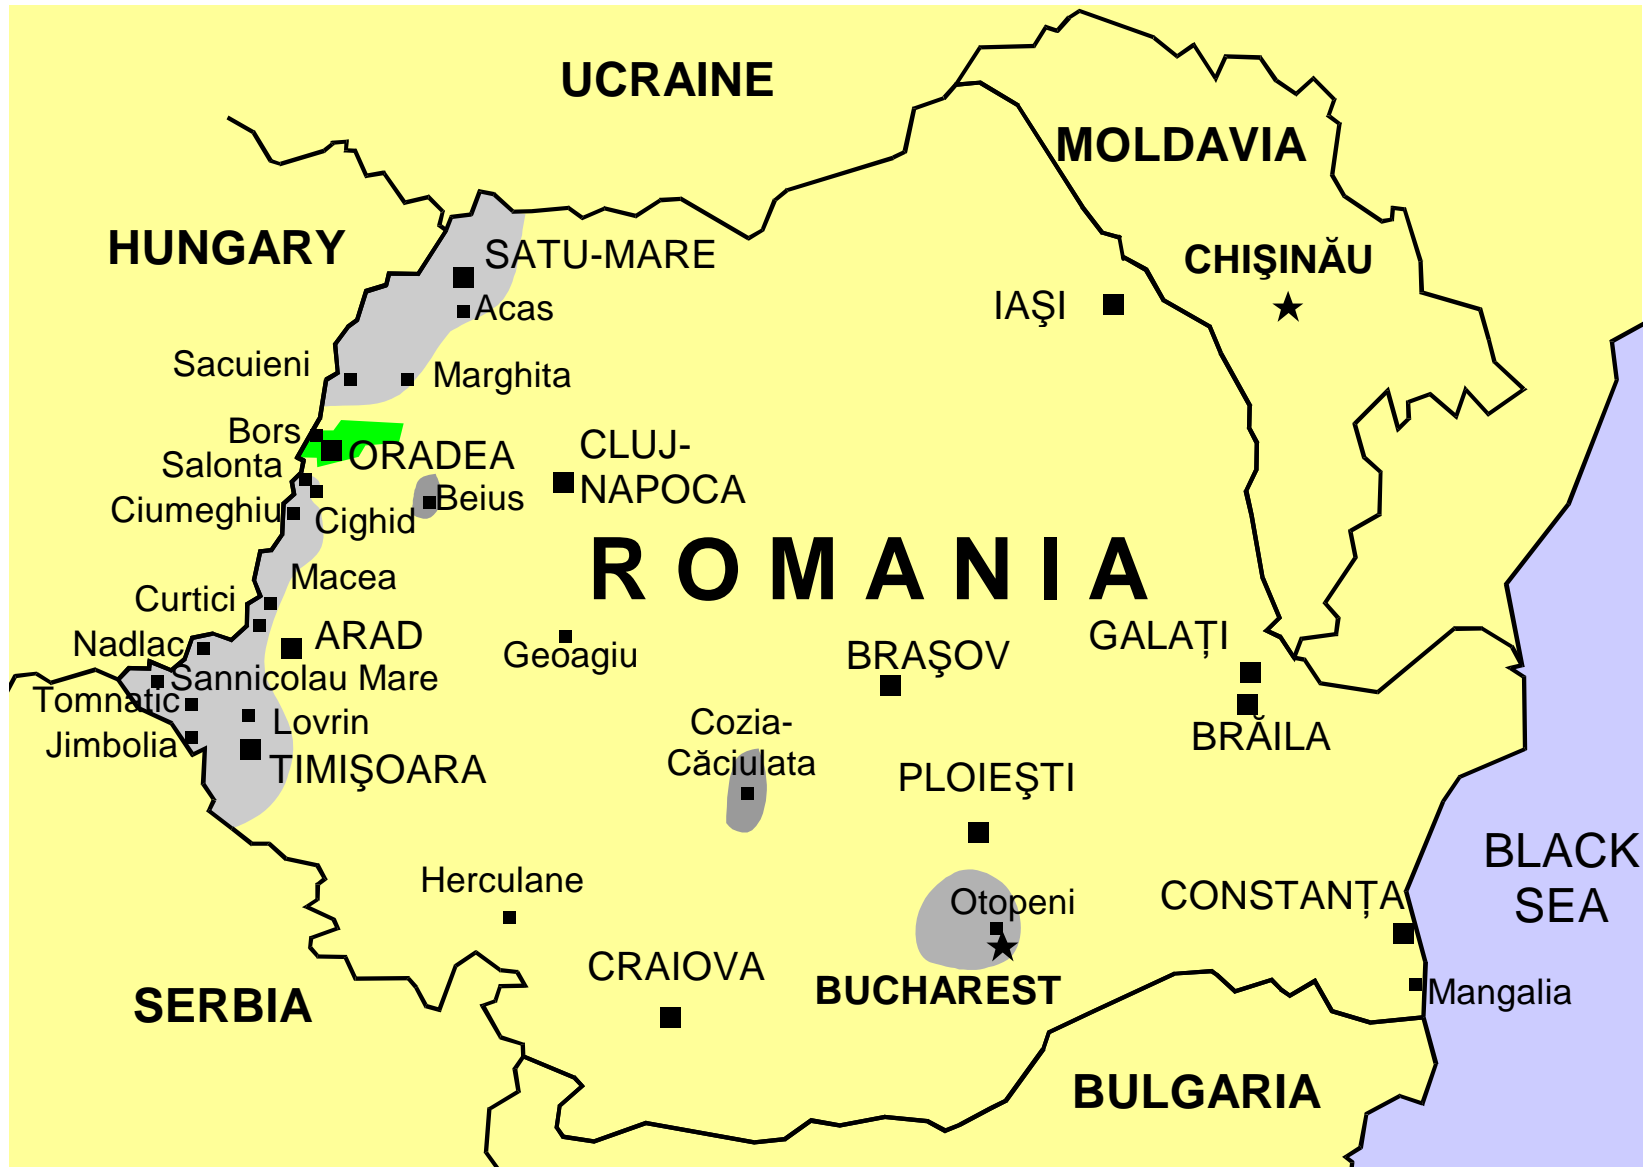 UCRAINE
MOLDAVIA
HUNGARY
SATU-MARE
CHIŞINĂU
Acas
IAŞI
Sacuieni
Marghita
Bors
ORADEA
CLUJ-
NAPOCA
Salonta
Beius
Ciumeghiu
Cighid
ROMANIA
Macea
Curtici
Nadlac
ARAD
Geoagiu
BRAŞOV
GALAȚI
Sannicolau Mare
Tomnatic
Lovrin
Jimbolia
TIMIŞOARA
Cozia-
Căciulata
BRĂILA
PLOIEŞTI
BLACK
SEA
Herculane
Otopeni
CONSTANȚA
CRAIOVA
BUCHAREST
Mangalia
SERBIA
BULGARIA